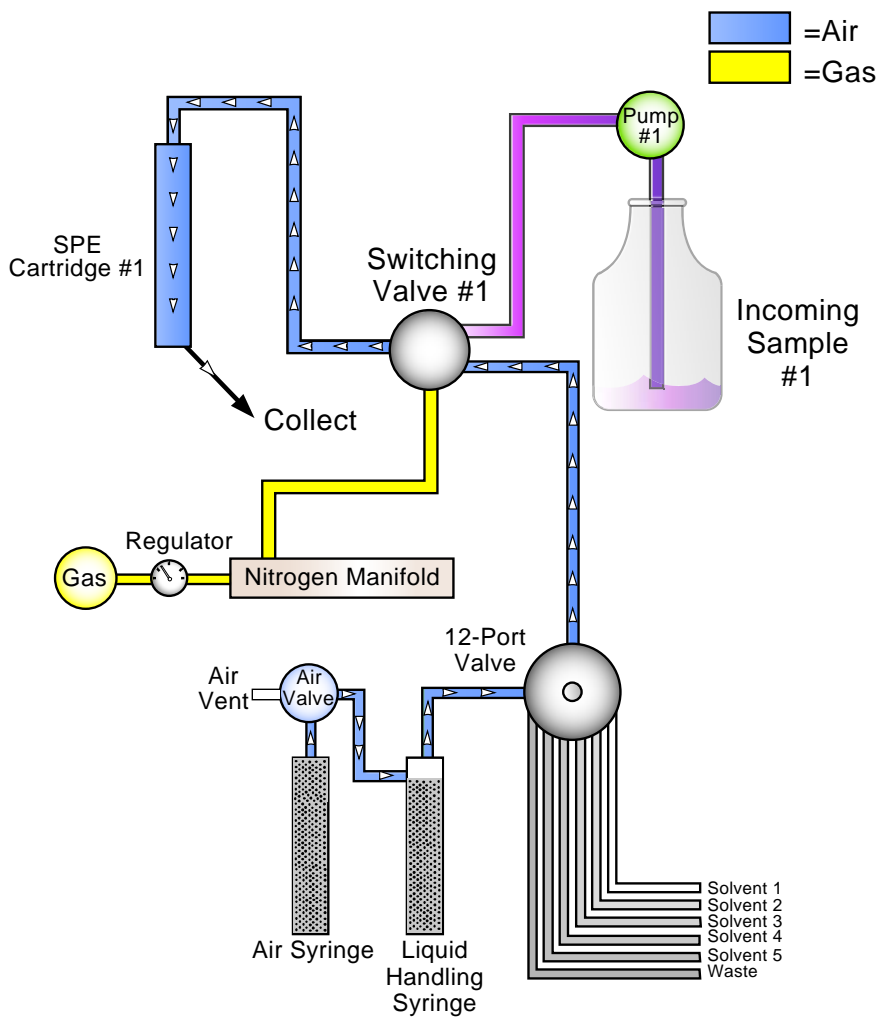 =Air
=Gas
Pump
#1
SPE
Cartridge #1
Switching
Valve #1
Incoming
Sample
#1
Collect
Regulator
Gas
Nitrogen Manifold
12-Port
Valve
Air
Vent
Air
Valve
Solvent 1
Solvent 2
Solvent 3
Solvent 4
Solvent 5
Waste
Air Syringe
Liquid
Handling
Syringe